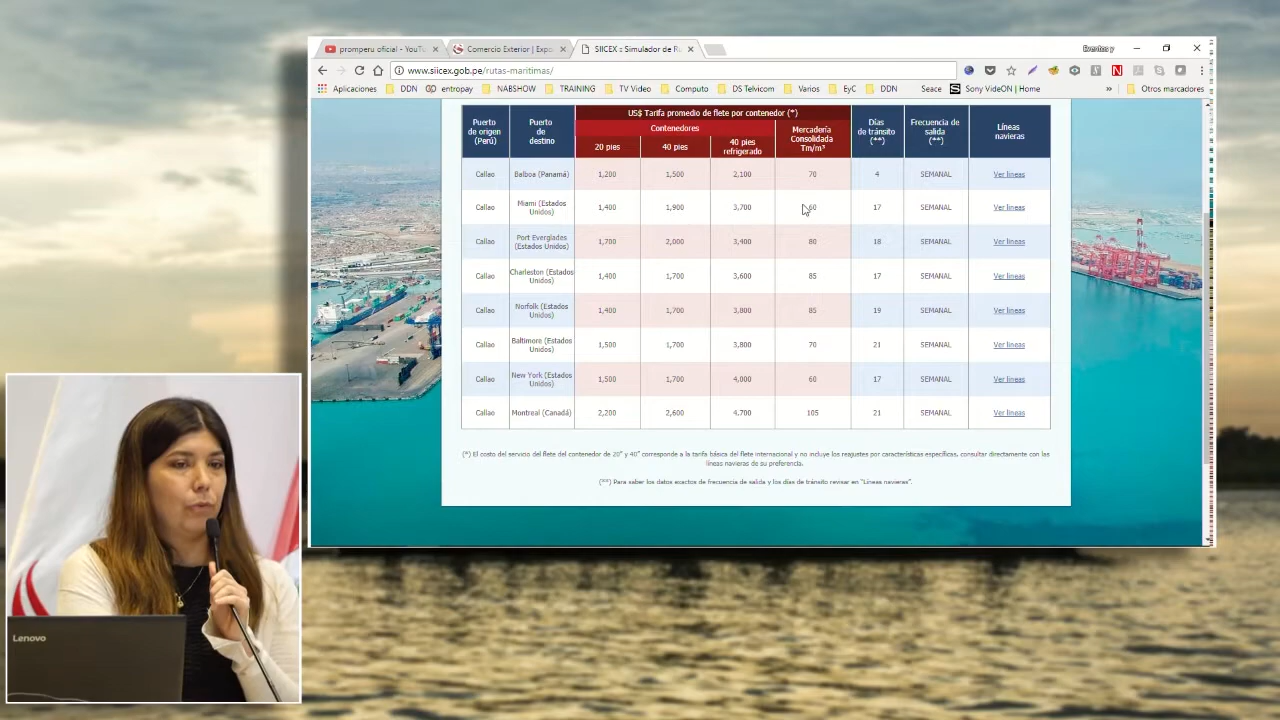 promperu oficial - YouTu
Comercio Exterior | Expo
SIICEX :: Simulador de Ru
Eventos y
www.siicex.gob.pe/rutas-maritimas/
Aplicaciones DDN entropay NABSHOW TRAINING TV Video Computo DS Telvicom Varios EyC DDN Seace Sony VideON | Home » Otros marcadores
US$ Tarifa promedio de flete por contenedor (*)
Puerto de origen (Perú) Puerto de destino Contenedores Mercadería Consolidada Tm/m³ Días de tránsito (**) Frecuencia de salida (**) Líneas navieras
20 pies 40 pies 40 pies refrigerado
Callao Balboa (Panamá) 1,200 1,500 2,100 70 4 SEMANAL Ver lineas
Callao Miami (Estados Unidos) 1,400 1,900 3,700 60 17 SEMANAL Ver lineas
Callao Port Everglades (Estados Unidos) 1,700 2,000 3,400 80 18 SEMANAL Ver lineas
Callao Charleston (Estados Unidos) 1,400 1,700 3,600 85 17 SEMANAL Ver lineas
Callao Norfolk (Estados Unidos) 1,400 1,700 3,800 85 19 SEMANAL Ver lineas
Callao Baltimore (Estados Unidos) 1,500 1,700 3,800 70 21 SEMANAL Ver lineas
Callao New York (Estados Unidos) 1,500 1,700 4,000 60 17 SEMANAL Ver lineas
Callao Montreal (Canadá) 2,200 2,600 4,700 105 21 SEMANAL Ver lineas
(*) El costo del servicio del flete del contenedor de 20" y 40" corresponde a la tarifa básica del flete internacional y no incluye los reajustes por características específicas, consultar directamente con las
líneas navieras de su preferencia.
(**) Para saber los datos exactos de frecuencia de salida y los días de tránsito revisar en "Líneas navieras".
Lenovo